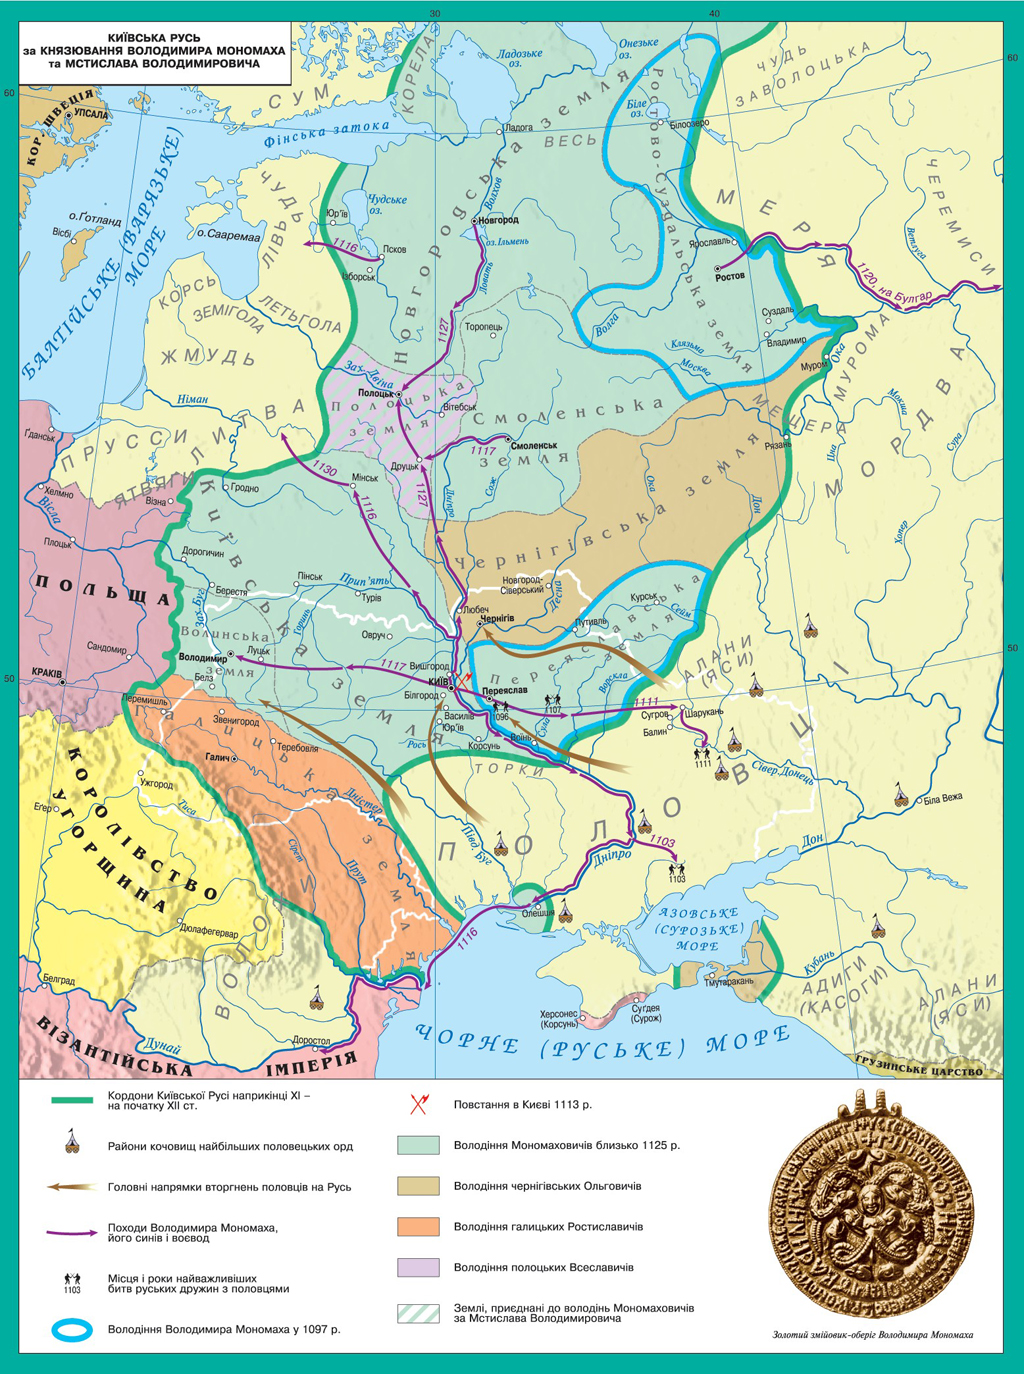 КИЇВСЬКА РУСЬ
за КНЯЗЮВАННЯ ВОЛОДИМИРА МОНОМАХА
та МСТИСЛАВА ВОЛОДИМИРОВИЧА
30
40
60
60
50
50
30
40
КОР. ШВЕЦІЯ
УПСАЛА
СУМ
КОРЕЛА
Ладозьке
оз.
Онезьке
оз.
ЧУДЬ
ЗАВОЛОЦЬКА
Біле
оз.
Білоозеро
Фінська затока
Ладога
ВЕСЬ
Новгородська земля
Ростово-Суздальська земля
БАЛТІЙСЬКЕ (ВАРЯЗЬКЕ)
МОРЕ
о.Ґотланд
Вісбі
о.Сааремаа
ЧУДЬ
ЛІВЬ
Юр'їв
Чудське
оз.
Волхов
Новгород
оз.Ільмень
1116
Псков
Ізборськ
Ловать
МЕРЯ
ЧЕРЕМИСИ
Ветлуга
Ярославль
Ростов
1120, на Булгар
КОРСЬ
ЗЕМІГОЛА
ЛЕТЬГОЛА
ЖМУДЬ
1127
Торопець
Волга
Суздаль
Клязьма
Владимир
Москва
Муром
Ока
МУРОМА
Зах. Двіна
Полоцьк
Полоцька
земля
Вітебськ
Смоленська
земля
Смоленськ
1117
Друцьк
1127
Німан
ПРУССИ
ЛИТВА
ЯТВЯГИ
Ґданськ
МЕЩЕРА
Рязань
Мокша
Цна
Сура
МОРДВА
Хопер
Дон
Ока
Дніпро
Сож
1130
Мінськ
1116
Гродно
Візна
Хелмно
Вісла
Плоцьк
ПОЛЬЩА
Дорогичин
Берестя
Зах. Буг
Пінськ
Прип'ять
Турів
Горинь
Київська земля
Чернігівська земля
Новгород-
Сіверський
Десна
Любеч
Чернігів
Путивль
Курськ
Сейм
Переяславська
земля
Овруч
Волинська
земля
Володимир
Луцьк
Белз
Сандомир
КРАКІВ
1117
Вишгород
КИЇВ
Білгород
Переяслав
1096
1107
Ворскла
АЛАНИ
(ЯСИ)
1111
Сугров
Шарукань
Балин
1111
Сівер. Донець
Василів
Юр'їв
Рось
Корсунь
Воїнь
Сула
ТОРКИ
ПОЛОВЦІ
Біла Вежа
Дон
Перемишль
Звенигород
Теребовля
Галич
Галицька земля
Дністер
Ужгород
Тиса
Сірет
Прут
Еґер
КОРОЛІВСТВО
УГОРЩИНА
Дюлафегервар
ВОЛОХИ
Півд. Буг
Дніпро
1103
1103
Олешшя
1116
АЗОВСЬКЕ
(СУРОЗЬКЕ)
МОРЕ
Тмутаракань
Кубань
АДИГИ
(КАСОГИ)
АЛАНИ
(ЯСИ)
Херсонес
(Корсунь)
Суґдея
(Сурож)
Белград
Дунай
Доростол
ВІЗАНТІЙСЬКА ІМПЕРІЯ
ЧОРНЕ (РУСЬКЕ) МОРЕ
ГРУЗИНСЬКЕ ЦАРСТВО
Кордони Київської Русі наприкінці XI –
на початку XII ст.
Райони кочовищ найбільших половецьких орд
Головні напрямки вторгнень половців на Русь
Походи Володимира Мономаха,
його синів і воєвод
1103
Місця і роки найважливіших
битв руських дружин з половцями
Володіння Володимира Мономаха у 1097 р.
Повстання в Києві 1113 р.
Володіння Мономаховичів близько 1125 р.
Володіння чернігівських Ольговичів
Володіння галицьких Ростиславичів
Володіння полоцьких Всеславичів
Землі, приєднані до володінь Мономаховичів
за Мстислава Володимировича
Золотий змійовик-оберіг Володимира Мономаха